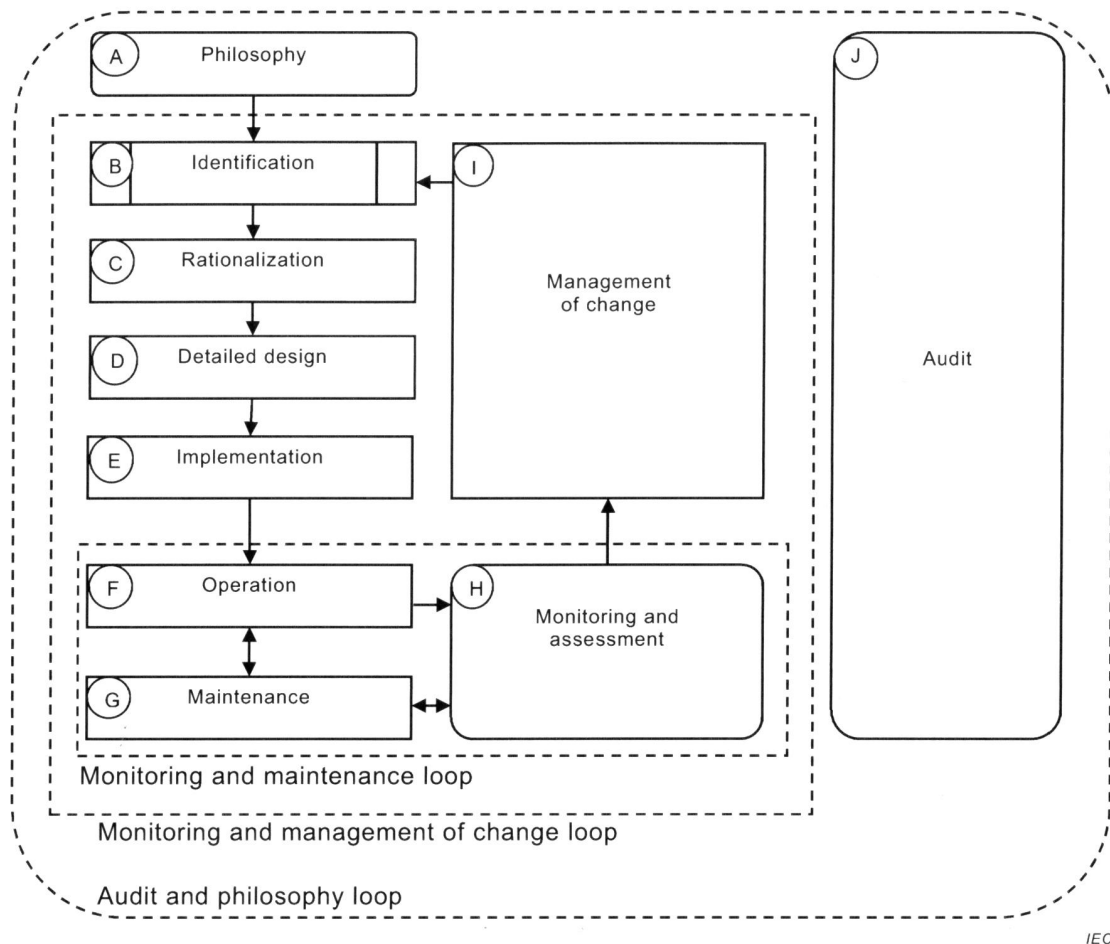 A
Philosophy
J
B
Identification
I
C
Rationalization
Management
of change
D
Detailed design
Audit
E
Implementation
F
Operation
H
Monitoring and
assessment
G
Maintenance
Monitoring and maintenance loop
Monitoring and management of change loop
Audit and philosophy loop
IEC